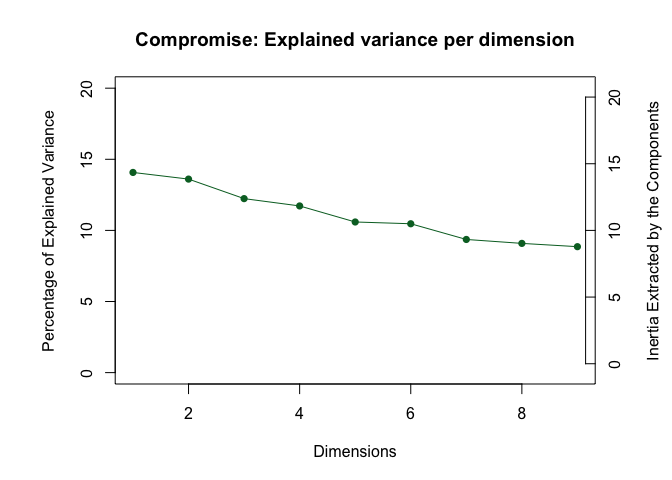 Compromise: Explained variance per dimension
Percentage of Explained Variance
20
15
10
5
0
2 4 6 8
Dimensions
20
15
10
5
0
Inertia Extracted by the Components